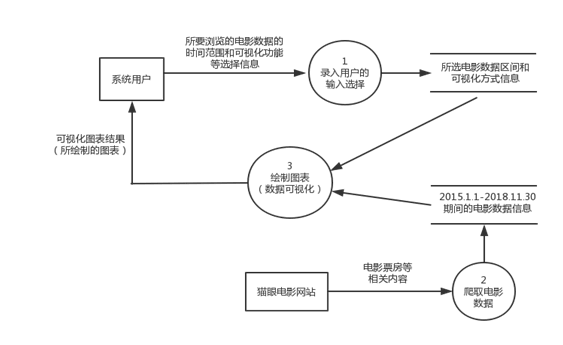 所要浏览的电影数据的
时间范围和可视化功能
等选择信息
系统用户
1
录入用户的
输入选择
所选电影数据区间和
可视化方式信息
可视化图表结果
（所绘制的图表）
3
绘制图表
（数据可视化）
2015.1.1-2018.11.30
期间的电影数据信息
猫眼电影网站
电影票房等
相关内容
2
爬取电影
数据